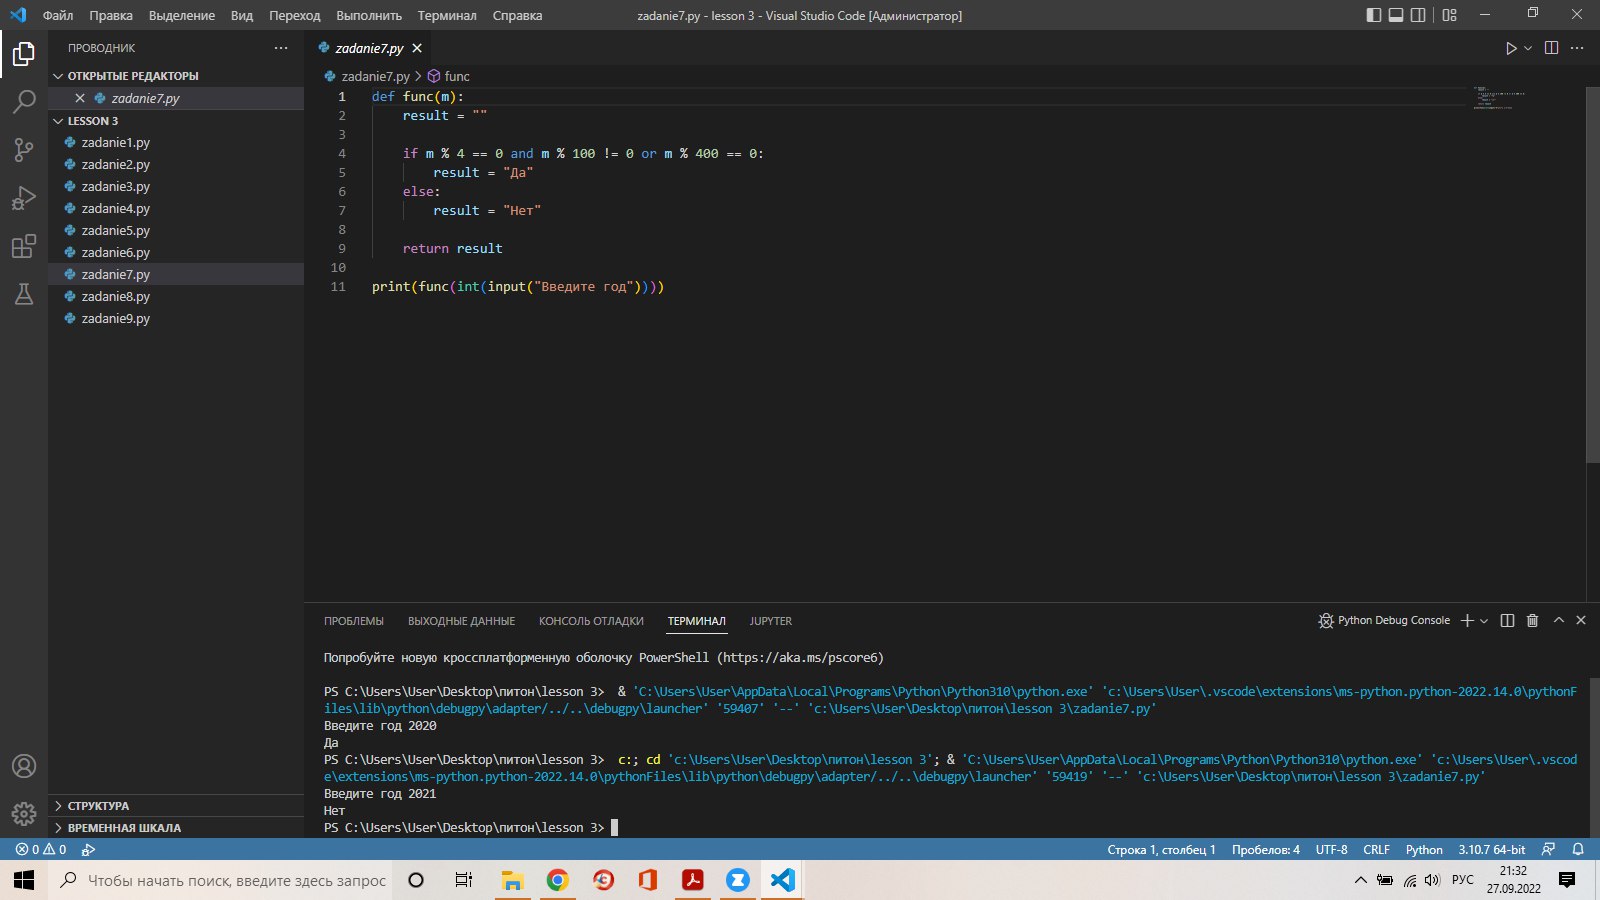 Файл Правка Выделение Вид Переход Выполнить Терминал Справка zadanie7.py - lesson 3 - Visual Studio Code [Администратор]
ПРОВОДНИК
ОТКРЫТЫЕ РЕДАКТОРЫ
zadanie7.py
LESSON 3
zadanie1.py
zadanie2.py
zadanie3.py
zadanie4.py
zadanie5.py
zadanie6.py
zadanie7.py
zadanie8.py
zadanie9.py
СТРУКТУРА
ВРЕМЕННАЯ ШКАЛА
zadanie7.py
zadanie7.py > func
1 def func(m):
2 result = ""
3
4 if m % 4 == 0 and m % 100 != 0 or m % 400 == 0:
5 result = "Да"
6 else:
7 result = "Нет"
8
9 return result
10
11 print(func(int(input("Введите год"))))
ПРОБЛЕМЫ ВЫХОДНЫЕ ДАННЫЕ КОНСОЛЬ ОТЛАДКИ ТЕРМИНАЛ JUPYTER Python Debug Console
Попробуйте новую кроссплатформенную оболочку PowerShell (https://aka.ms/pscore6)
PS C:\Users\User\Desktop\питон\lesson 3> & 'C:\Users\User\AppData\Local\Programs\Python\Python310\python.exe' 'c:\Users\User\.vscode\extensions\ms-python.python-2022.14.0\pythonF
iles\lib\python\debugpy\adapter/../..\debugpy\launcher' '59407' '--' 'c:\Users\User\Desktop\питон\lesson 3\zadanie7.py'
Введите год 2020
Да
PS C:\Users\User\Desktop\питон\lesson 3> c:; cd 'c:\Users\User\Desktop\питон\lesson 3'; & 'C:\Users\User\AppData\Local\Programs\Python\Python310\python.exe' 'c:\Users\User\.vscod
e\extensions\ms-python.python-2022.14.0\pythonFiles\lib\python\debugpy\adapter/../..\debugpy\launcher' '59419' '--' 'c:\Users\User\Desktop\питон\lesson 3\zadanie7.py'
Введите год 2021
Нет
PS C:\Users\User\Desktop\питон\lesson 3>
0 0 Строка 1, столбец 1 Пробелов: 4 UTF-8 CRLF Python 3.10.7 64-bit
Чтобы начать поиск, введите здесь запрос РУС 21:32
27.09.2022